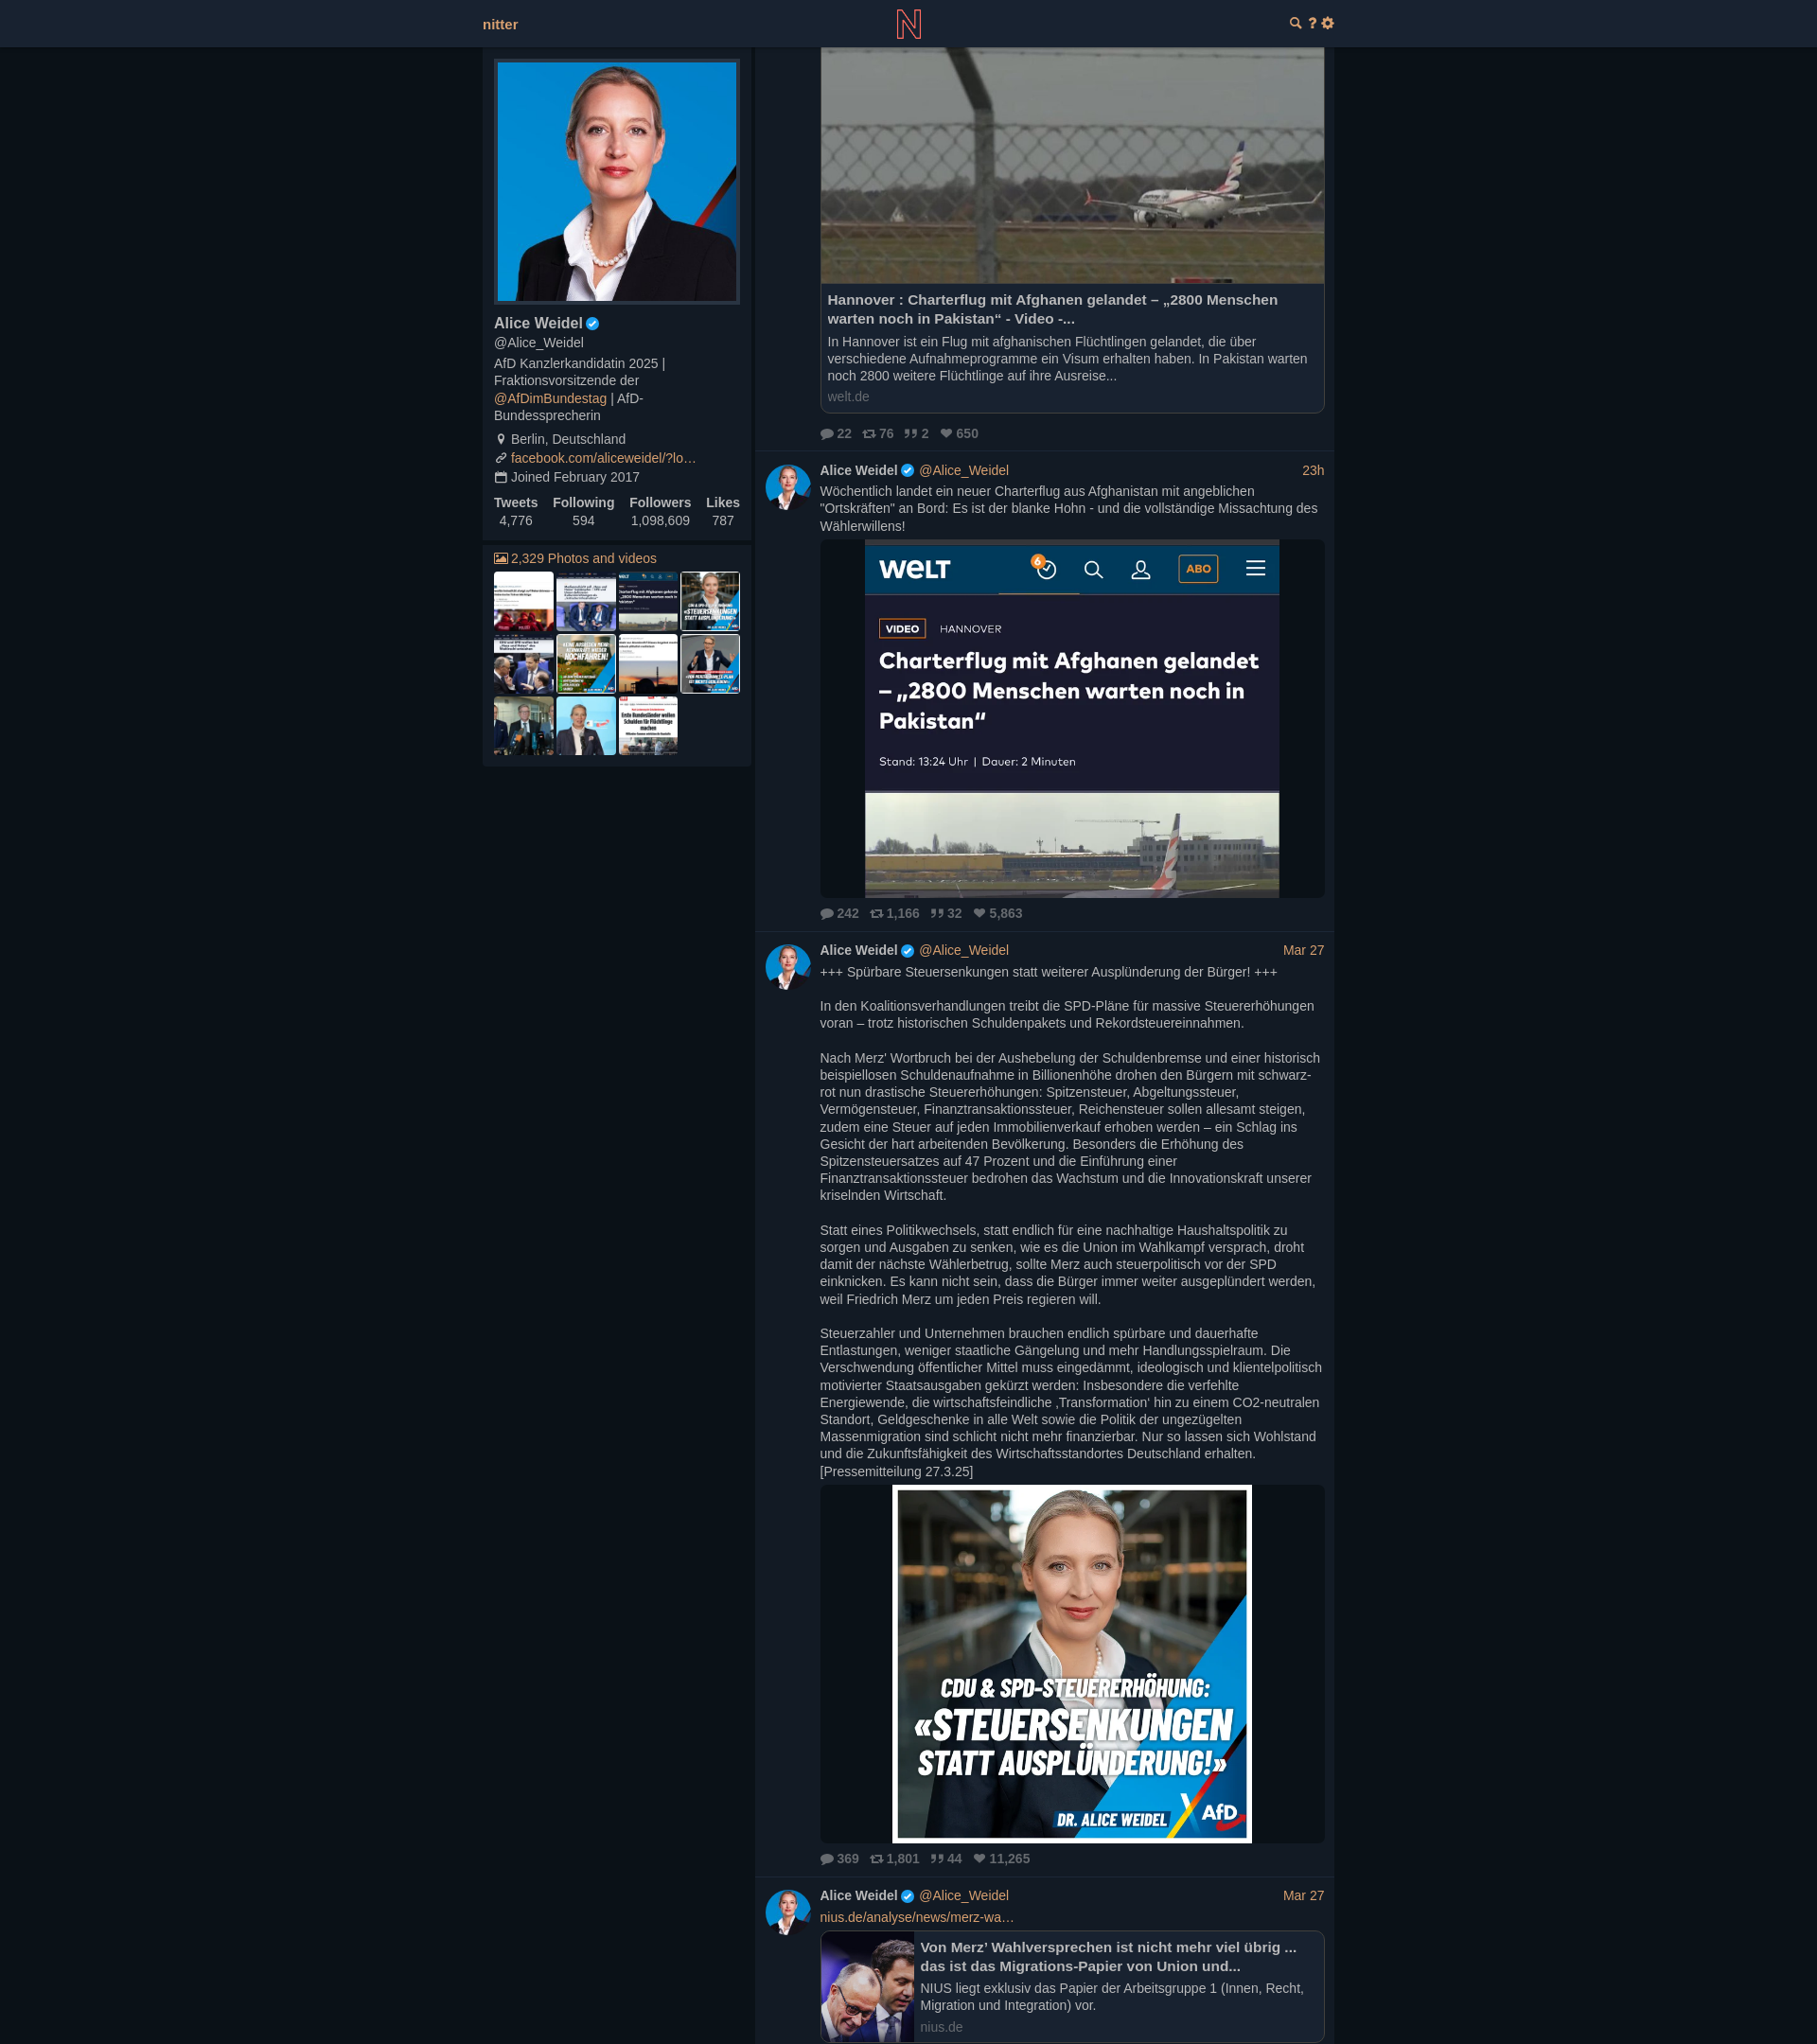 nitter
Alice Weidel
@Alice_Weidel
AfD Kanzlerkandidatin 2025 |
Fraktionsvorsitzende der
@AfDimBundestag | AfD-
Bundessprecherin
Berlin, Deutschland
facebook.com/aliceweidel/?lo…
Joined February 2017
Tweets Following Followers Likes
4,776 594 1,098,609 787
2,329 Photos and videos
Hannover : Charterflug mit Afghanen gelandet – „2800 Menschen
warten noch in Pakistan“ - Video -...
In Hannover ist ein Flug mit afghanischen Flüchtlingen gelandet, die über
verschiedene Aufnahmeprogramme ein Visum erhalten haben. In Pakistan warten
noch 2800 weitere Flüchtlinge auf ihre Ausreise...
welt.de
22 76 2 650
Alice Weidel @Alice_Weidel 23h
Wöchentlich landet ein neuer Charterflug aus Afghanistan mit angeblichen
"Ortskräften" an Bord: Es ist der blanke Hohn - und die vollständige Missachtung des
Wählerwillens!
WELT 6 ABO
VIDEO HANNOVER
Charterflug mit Afghanen gelandet
– „2800 Menschen warten noch in
Pakistan“
Stand: 13:24 Uhr | Dauer: 2 Minuten
242 1,166 32 5,863
Alice Weidel @Alice_Weidel Mar 27
+++ Spürbare Steuersenkungen statt weiterer Ausplünderung der Bürger! +++
In den Koalitionsverhandlungen treibt die SPD-Pläne für massive Steuererhöhungen
voran – trotz historischen Schuldenpakets und Rekordsteuereinnahmen.
Nach Merz' Wortbruch bei der Aushebelung der Schuldenbremse und einer historisch
beispiellosen Schuldenaufnahme in Billionenhöhe drohen den Bürgern mit schwarz-
rot nun drastische Steuererhöhungen: Spitzensteuer, Abgeltungssteuer,
Vermögensteuer, Finanztransaktionssteuer, Reichensteuer sollen allesamt steigen,
zudem eine Steuer auf jeden Immobilienverkauf erhoben werden – ein Schlag ins
Gesicht der hart arbeitenden Bevölkerung. Besonders die Erhöhung des
Spitzensteuersatzes auf 47 Prozent und die Einführung einer
Finanztransaktionssteuer bedrohen das Wachstum und die Innovationskraft unserer
kriselnden Wirtschaft.
Statt eines Politikwechsels, statt endlich für eine nachhaltige Haushaltspolitik zu
sorgen und Ausgaben zu senken, wie es die Union im Wahlkampf versprach, droht
damit der nächste Wählerbetrug, sollte Merz auch steuerpolitisch vor der SPD
einknicken. Es kann nicht sein, dass die Bürger immer weiter ausgeplündert werden,
weil Friedrich Merz um jeden Preis regieren will.
Steuerzahler und Unternehmen brauchen endlich spürbare und dauerhafte
Entlastungen, weniger staatliche Gängelung und mehr Handlungsspielraum. Die
Verschwendung öffentlicher Mittel muss eingedämmt, ideologisch und klientelpolitisch
motivierter Staatsausgaben gekürzt werden: Insbesondere die verfehlte
Energiewende, die wirtschaftsfeindliche ‚Transformation‘ hin zu einem CO2-neutralen
Standort, Geldgeschenke in alle Welt sowie die Politik der ungezügelten
Massenmigration sind schlicht nicht mehr finanzierbar. Nur so lassen sich Wohlstand
und die Zukunftsfähigkeit des Wirtschaftsstandortes Deutschland erhalten.
[Pressemitteilung 27.3.25]
CDU & SPD-STEUERERHÖHUNG:
«STEUERSENKUNGEN
STATT AUSPLÜNDERUNG!»
DR. ALICE WEIDEL AfD
369 1,801 44 11,265
Alice Weidel @Alice_Weidel Mar 27
nius.de/analyse/news/merz-wa…
Von Merz’ Wahlversprechen ist nicht mehr viel übrig ...
das ist das Migrations-Papier von Union und...
NIUS liegt exklusiv das Papier der Arbeitsgruppe 1 (Innen, Recht,
Migration und Integration) vor.
nius.de